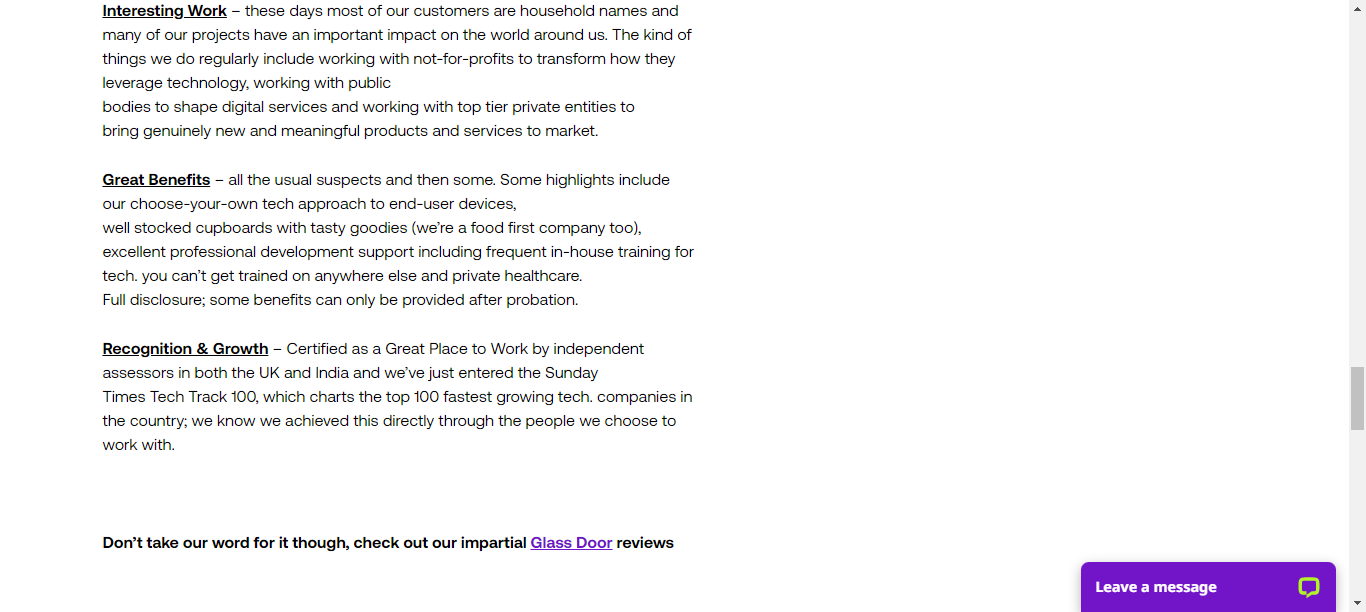 Interesting Work – these days most of our customers are household names and
many of our projects have an important impact on the world around us. The kind of
things we do regularly include working with not-for-profits to transform how they
leverage technology, working with public
bodies to shape digital services and working with top tier private entities to
bring genuinely new and meaningful products and services to market.
Great Benefits – all the usual suspects and then some. Some highlights include
our choose-your-own tech approach to end-user devices,
well stocked cupboards with tasty goodies (we’re a food first company too),
excellent professional development support including frequent in-house training for
tech. you can’t get trained on anywhere else and private healthcare.
Full disclosure; some benefits can only be provided after probation.
Recognition & Growth – Certified as a Great Place to Work by independent
assessors in both the UK and India and we’ve just entered the Sunday
Times Tech Track 100, which charts the top 100 fastest growing tech. companies in
the country; we know we achieved this directly through the people we choose to
work with.
Don’t take our word for it though, check out our impartial Glass Door reviews
Leave a message